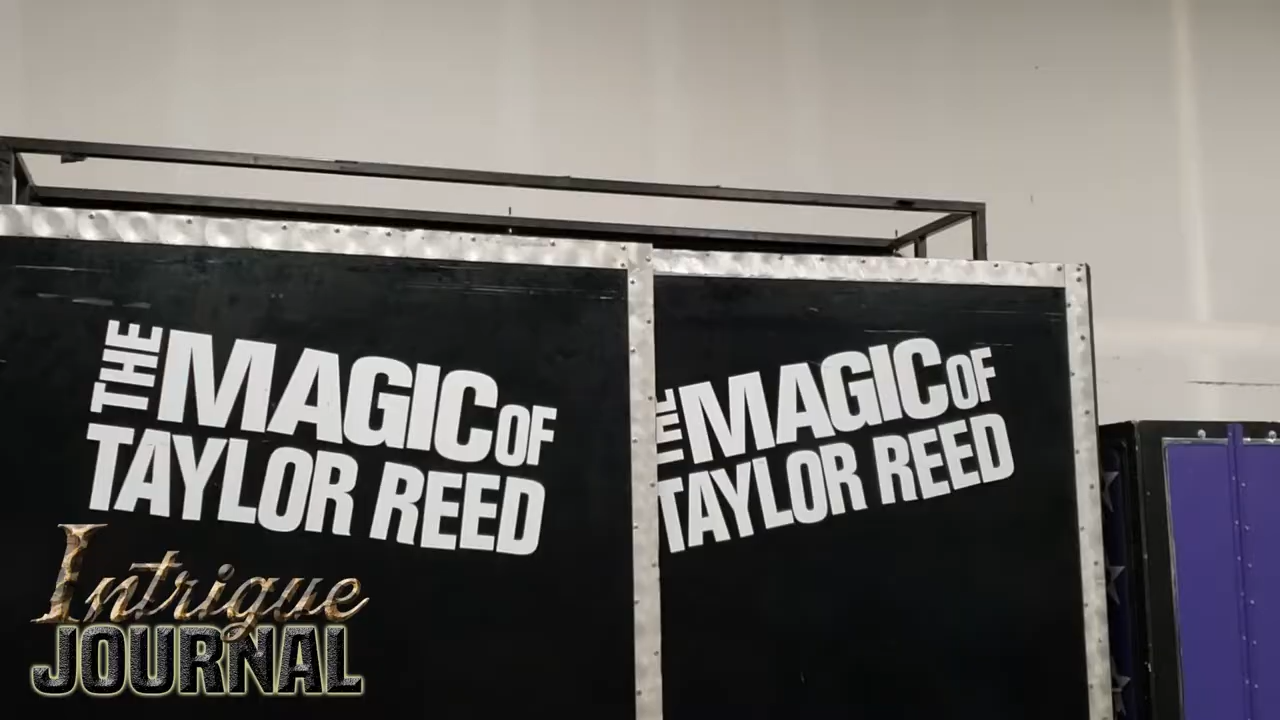 THE MAGIC OF
TAYLOR REED
THE MAGIC OF
TAYLOR REED
Intrigue
JOURNAL